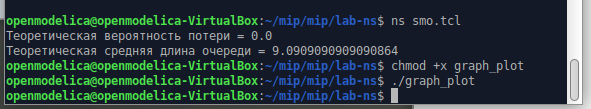 openmodelica@openmodelica-VirtualBox:~/mip/mip/lab-ns$ ns smo.tcl
Теоретическая вероятность потери = 0.0
Теоретическая средняя длина очереди = 9.0909090909090864
openmodelica@openmodelica-VirtualBox:~/mip/mip/lab-ns$ chmod +x graph_plot
openmodelica@openmodelica-VirtualBox:~/mip/mip/lab-ns$ ./graph_plot
openmodelica@openmodelica-VirtualBox:~/mip/mip/lab-ns$